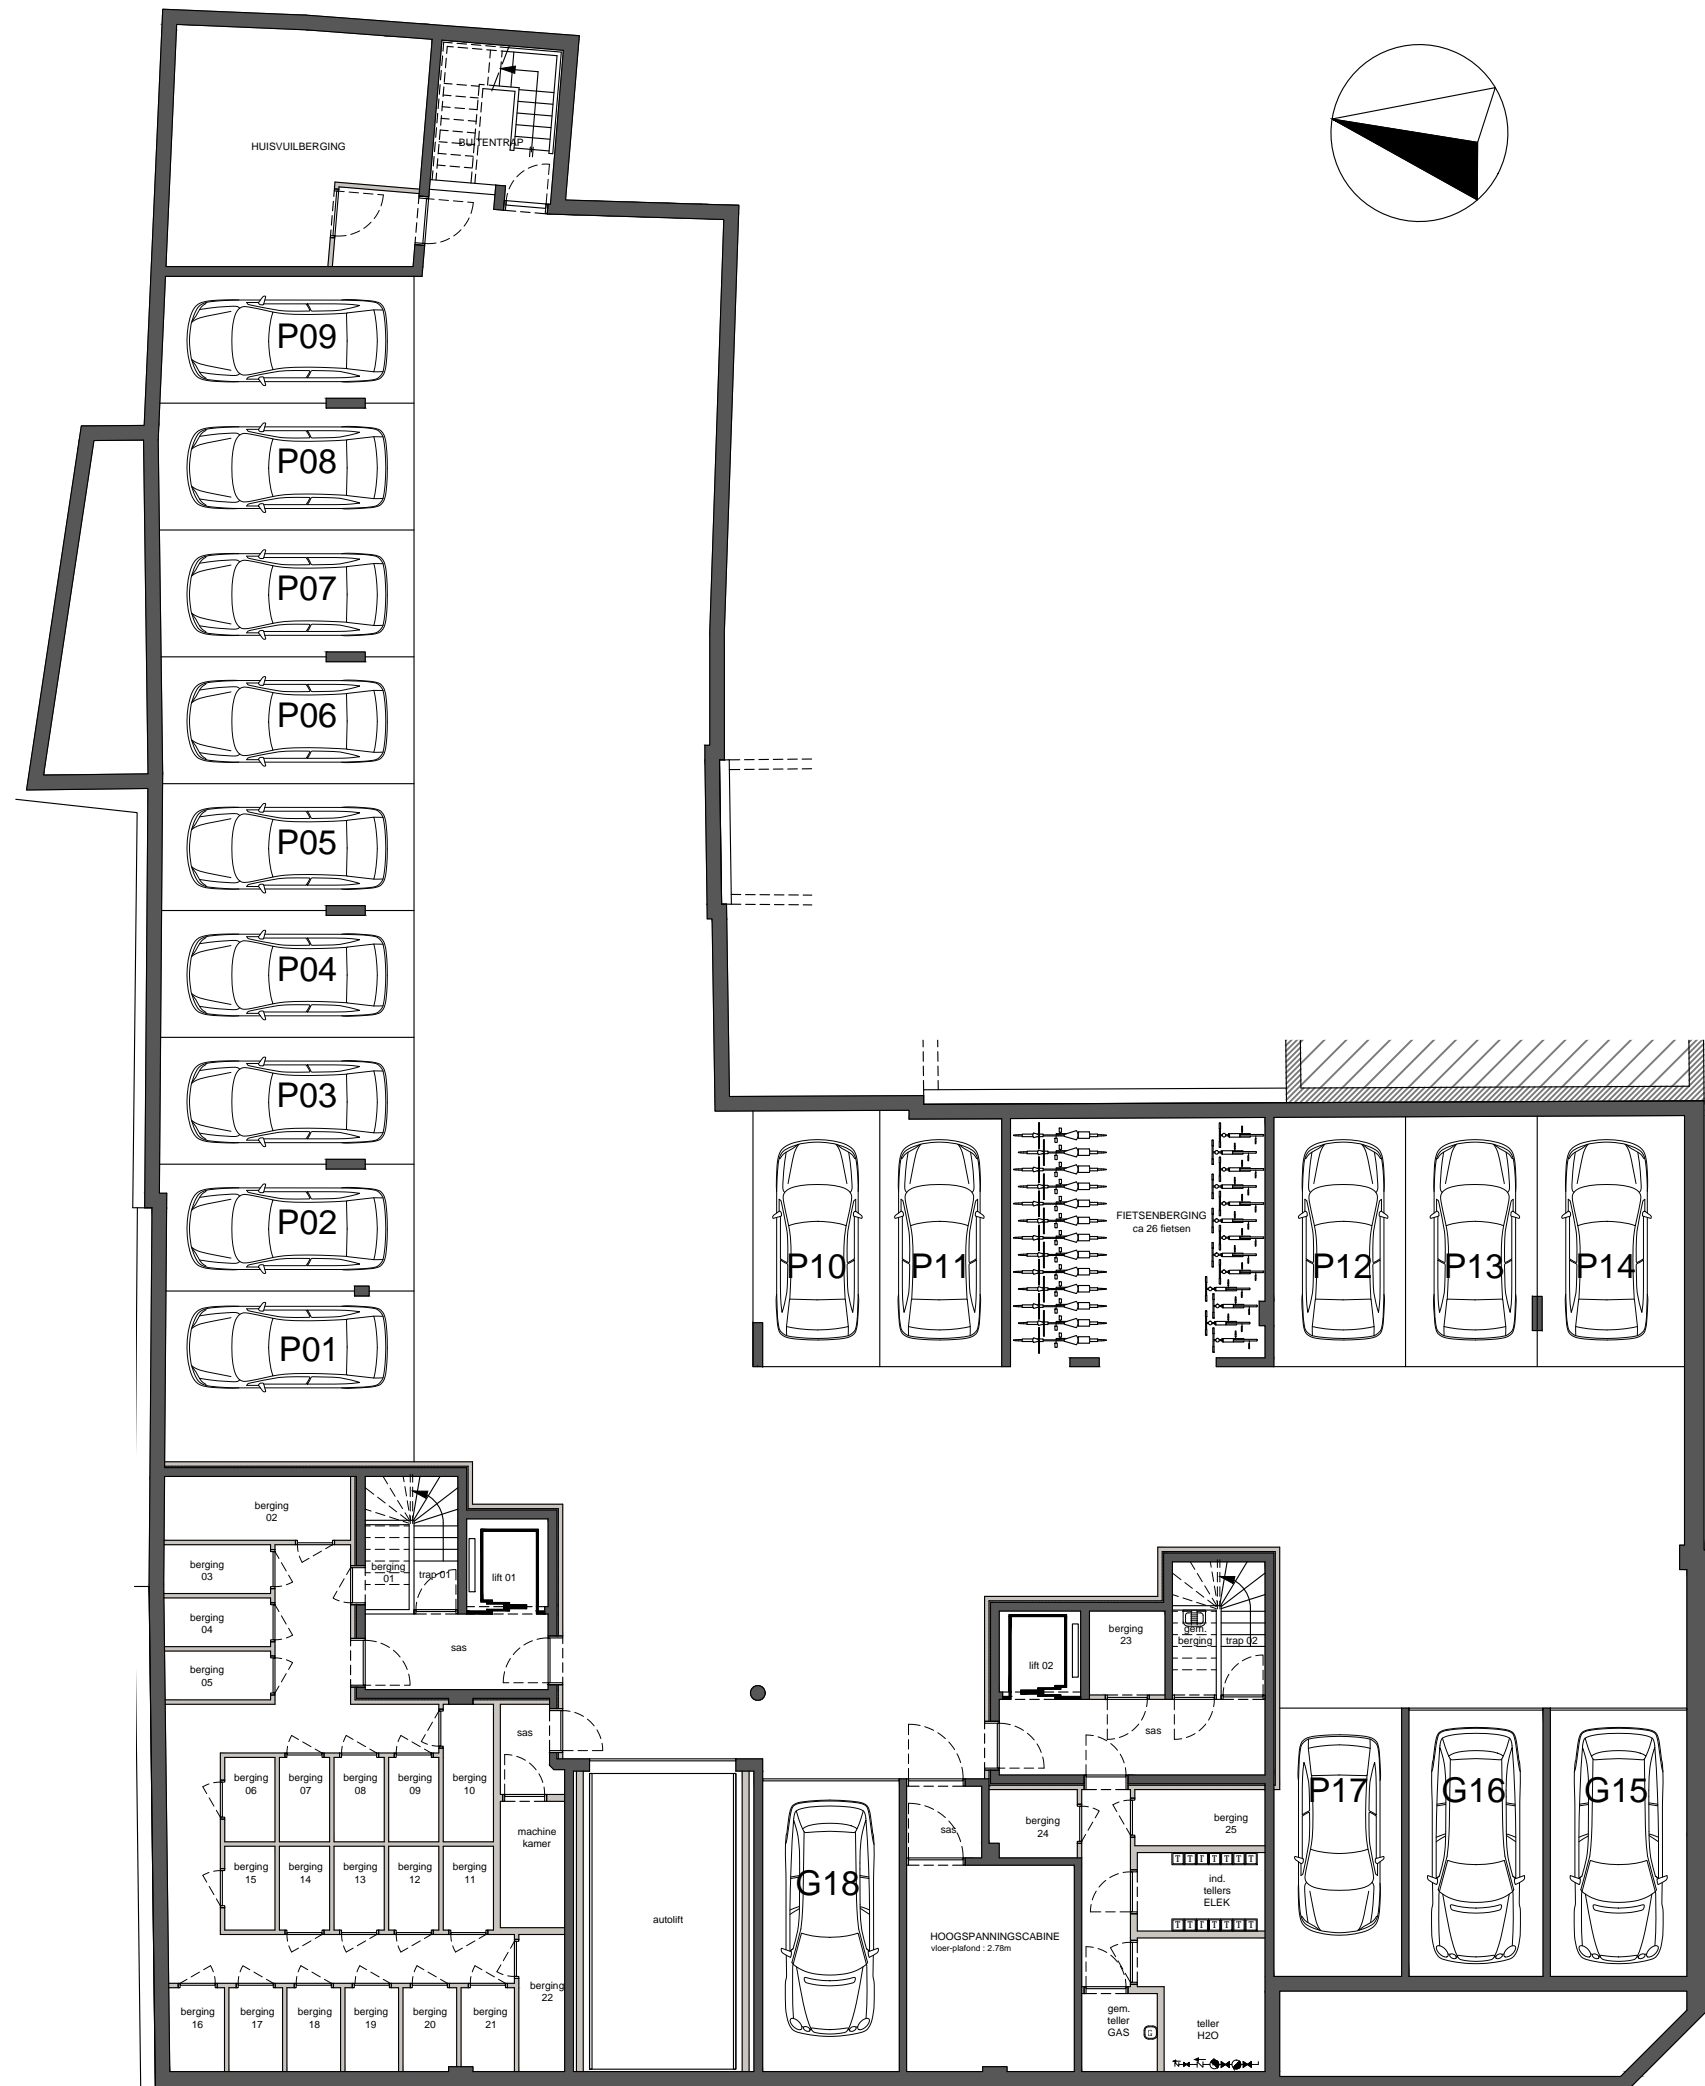 HUISVUILBERGING
BUITENTRAP
P09
P08
P07
P06
P05
P04
P03
P02
P01
P10
P11
FIETSENBERGING
ca 26 fietsen
P12
P13
P14
berging
02
berging
03
berging
04
berging
05
berging
01
trap 01
lift 01
sas
sas
berging
06
berging
07
berging
08
berging
09
berging
10
machine
kamer
berging
15
berging
14
berging
13
berging
12
berging
11
berging
16
berging
17
berging
18
berging
19
berging
20
berging
21
berging
22
autolift
G18
lift 02
berging
23
gem.
berging
trap 02
sas
sas
berging
24
berging
25
HOOGSPANNINGSCABINE
vloer-plafond : 2.78m
T T T T T T T
ind.
tellers
ELEK
T T T T T T T
gem.
teller
GAS
G
teller
H2O
P17
G16
G15